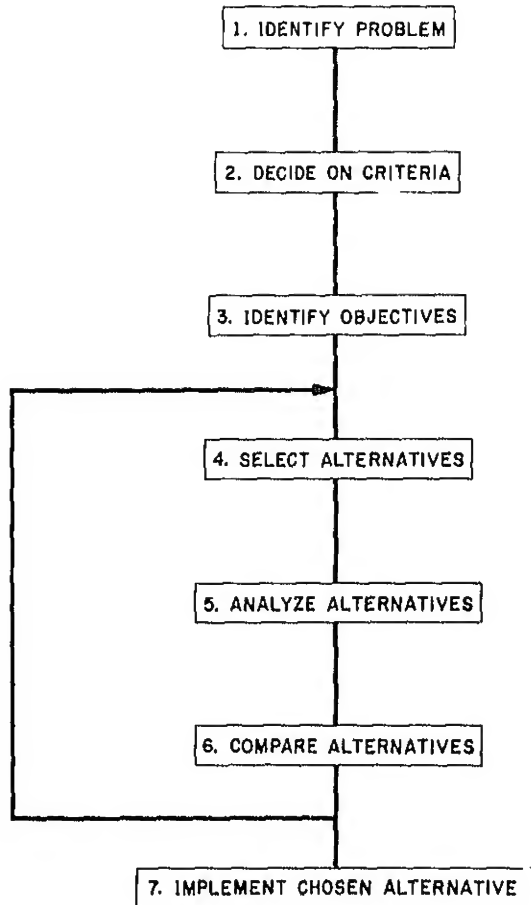 1. IDENTIFY PROBLEM
2. DECIDE ON CRITERIA
3. IDENTIFY OBJECTIVES
4. SELECT ALTERNATIVES
5. ANALYZE ALTERNATIVES
6. COMPARE ALTERNATIVES
7. IMPLEMENT CHOSEN ALTERNATIVE